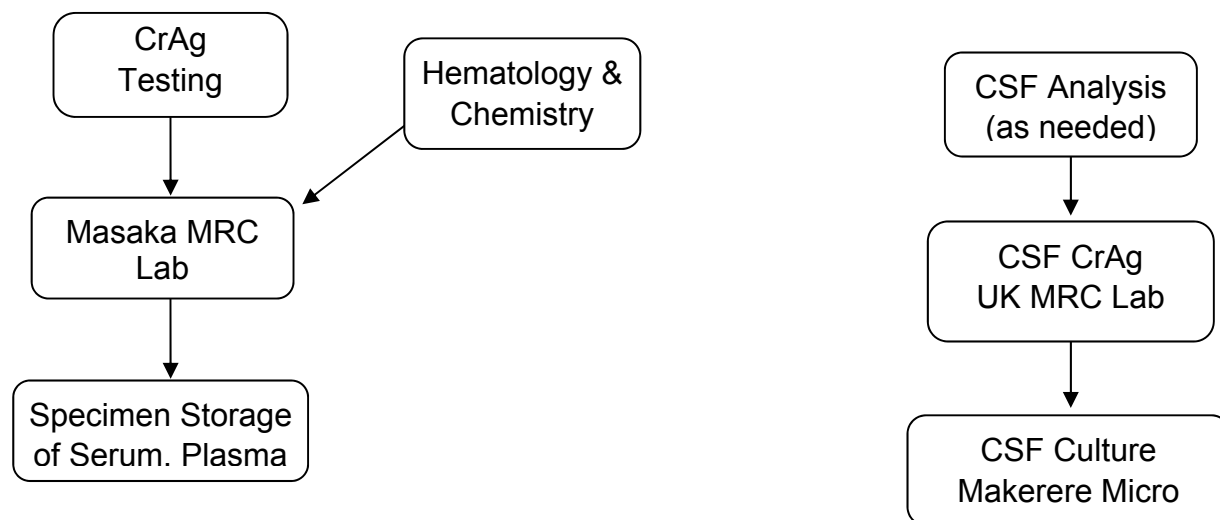 CrAg
Testing
Hematology &
Chemistry
Masaka MRC
Lab
Specimen Storage
of Serum. Plasma
CSF Analysis
(as needed)
CSF CrAg
UK MRC Lab
CSF Culture
Makerere Micro